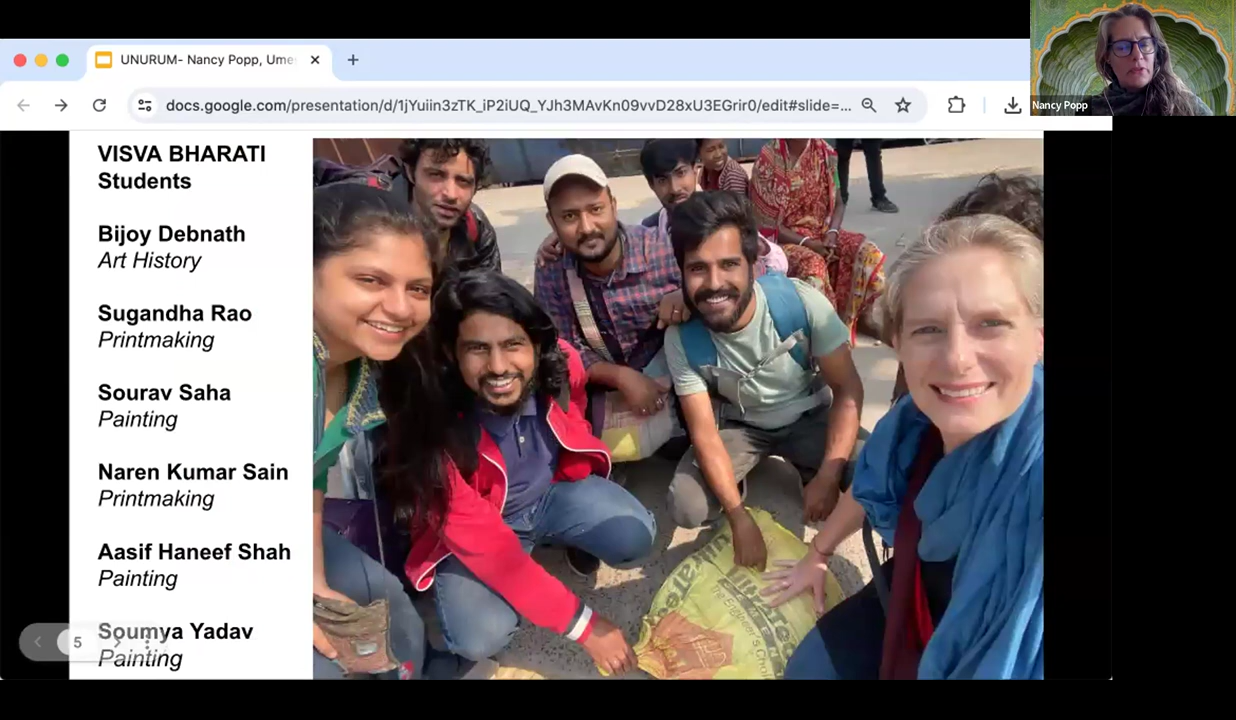 UNURUM- Nancy Popp, Ume
docs.google.com/presentation/d/1jYuiin3zTK_iP2iUQ_YJh3MAvKn09vvD28xU3EGrir0/edit#slide=...
Nancy Popp
VISVA BHARATI
Students
Bijoy Debnath
Art History
Sugandha Rao
Printmaking
Sourav Saha
Painting
Naren Kumar Sain
Printmaking
Aasif Haneef Shah
Painting
Soumya Yadav
Painting
5
The Engineer's